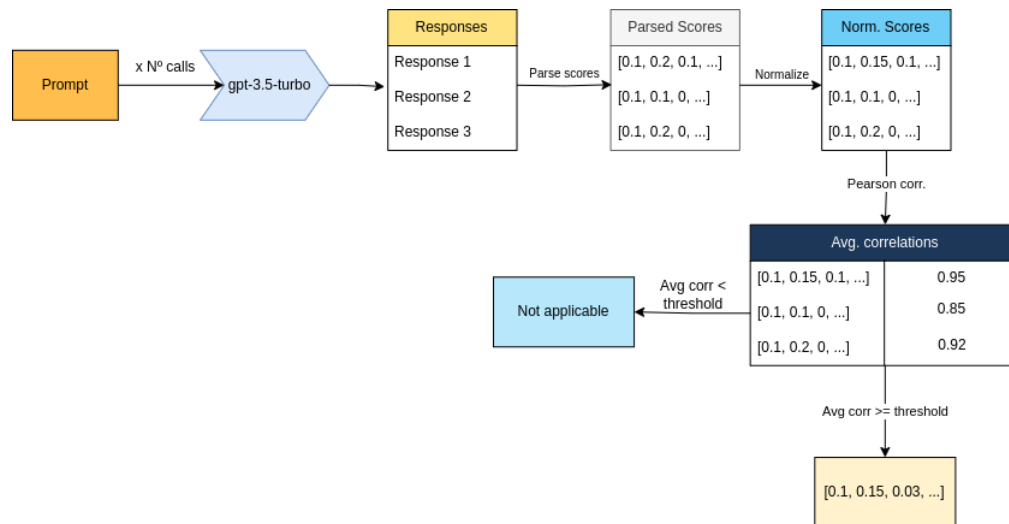 Prompt
x Nº calls
gpt-3.5-turbo
Responses
Response 1
Response 2
Response 3
Parse scores
Parsed Scores
[0.1, 0.2, 0.1, ...]
[0.1, 0.1, 0, ...]
[0.1, 0.2, 0, ...]
Normalize
Norm. Scores
[0.1, 0.15, 0.1, ...]
[0.1, 0.1, 0, ...]
[0.1, 0.2, 0, ...]
Pearson corr.
Avg. correlations
[0.1, 0.15, 0.1, ...] 0.95
[0.1, 0.1, 0, ...] 0.85
[0.1, 0.2, 0, ...] 0.92
Avg corr <
threshold
Not applicable
Avg corr >= threshold
[0.1, 0.15, 0.03, ...]